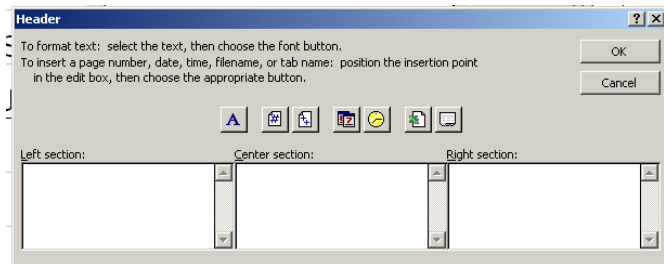 Header
To format text: select the text, then choose the font button.
To insert a page number, date, time, filename, or tab name: position the insertion point
in the edit box, then choose the appropriate button.
OK
Cancel
A
Left section:
Center section:
Right section: